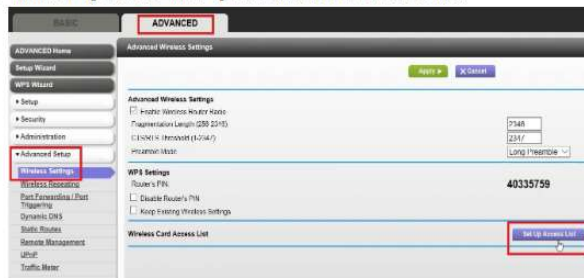 BASIC
ADVANCED
ADVANCED Home
Advanced Wireless Settings
Setup Wizard
Apply
X Cancel
WPS Wizard
Setup
Security
Administration
Advanced Setup
Wireless Settings
Wireless Repeating
Port Forwarding / Port
Triggering
Dynamic DNS
Static Routes
Remote Management
UPnP
Traffic Meter
Advanced Wireless Settings
Enable Wireless Router Radio
Fragmentation Length (256-2346)
2346
CTS/RTS Threshold (1-2347)
2347
Preamble Mode
Long Preamble
WPS Settings
Router's PIN:
40335759
Disable Router's PIN
Keep Existing Wireless Settings
Wireless Card Access List
Set Up Access List